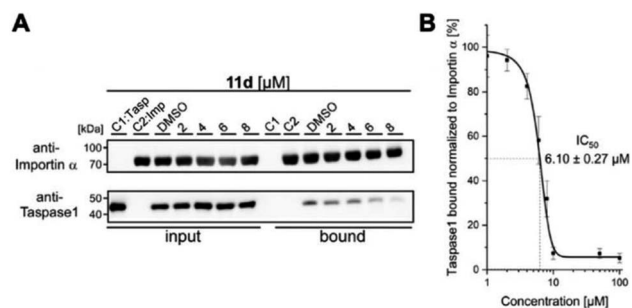 A
11d [µM]
C1:Tasp
C2:Imp
DMSO
2
4
6
8
C1
C2
DMSO
2
4
6
8
[kDa]
anti-
Importin α
100
70
anti-
Taspase1
50
40
input
bound
B
Taspase1 bound normalized to Importin α [%]
100
80
60
40
20
0
IC50
6.10 ± 0.27 µM
1
10
100
Concentration [µM]